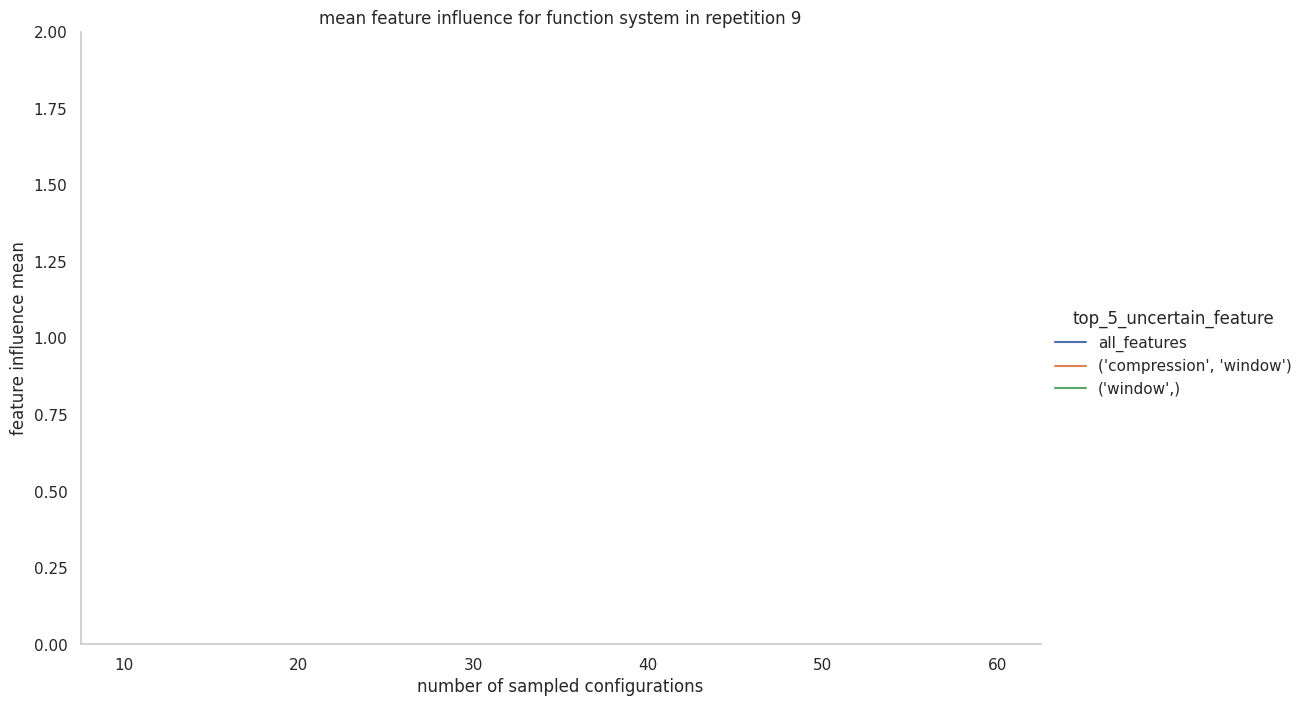 mean feature influence for function system in repetition 9
2.00
1.75
1.50
1.25
1.00
0.75
0.50
0.25
0.00
feature influence mean
10 20 30 40 50 60
number of sampled configurations
top_5_uncertain_feature
all_features
('compression', 'window')
('window',)